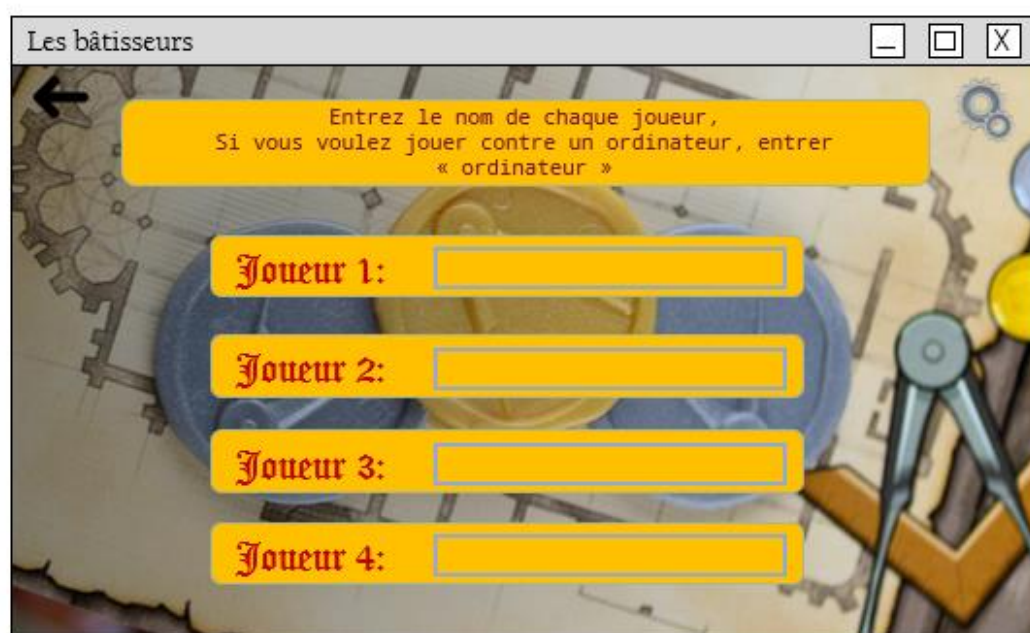 Les bâtisseurs
Entrez le nom de chaque joueur,
Si vous voulez jouer contre un ordinateur, entrer
« ordinateur »
Joueur 1:
Joueur 2:
Joueur 3:
Joueur 4: